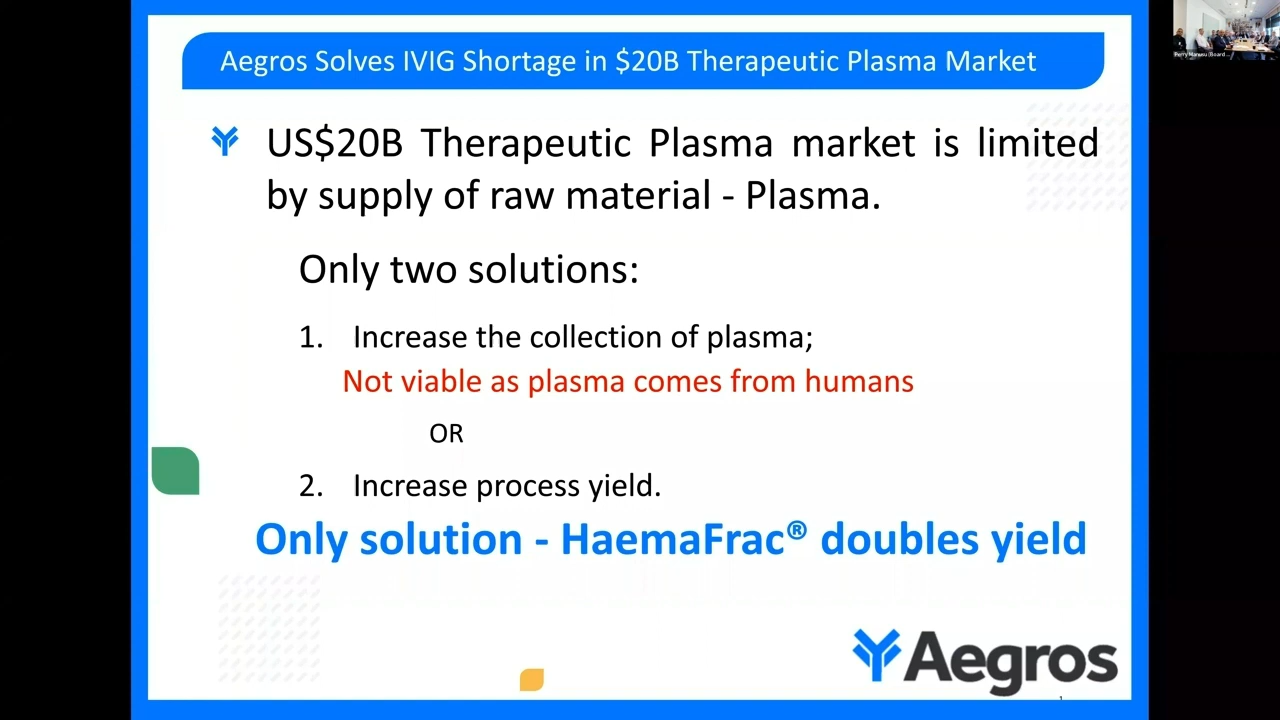 Aegros Solves IVIG Shortage in $20B Therapeutic Plasma Market
US$20B Therapeutic Plasma market is limited
by supply of raw material - Plasma.
Only two solutions:
1. Increase the collection of plasma;
Not viable as plasma comes from humans
OR
2. Increase process yield.
Only solution - HaemaFrac® doubles yield
Aegros
1